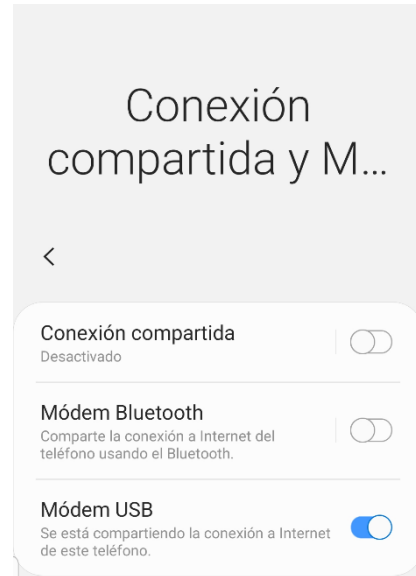 Conexión
compartida y M...
Conexión compartida
Desactivado
Módem Bluetooth
Comparte la conexión a Internet del
teléfono usando el Bluetooth.
Módem USB
Se está compartiendo la conexión a Internet
de este teléfono.